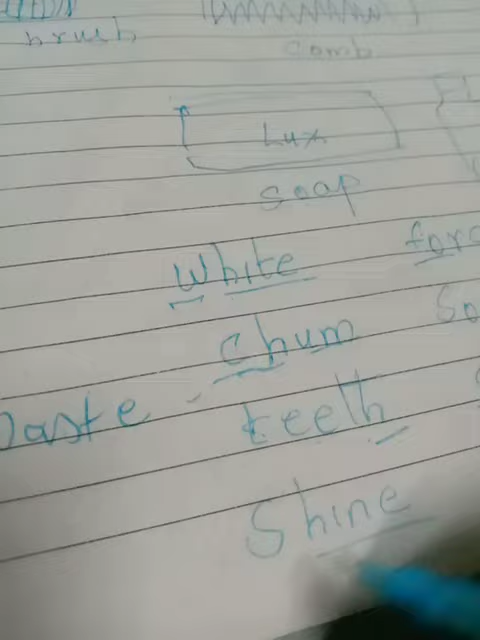 brush comb
Lux
soap
White
Chum
paste - teeth
Shine